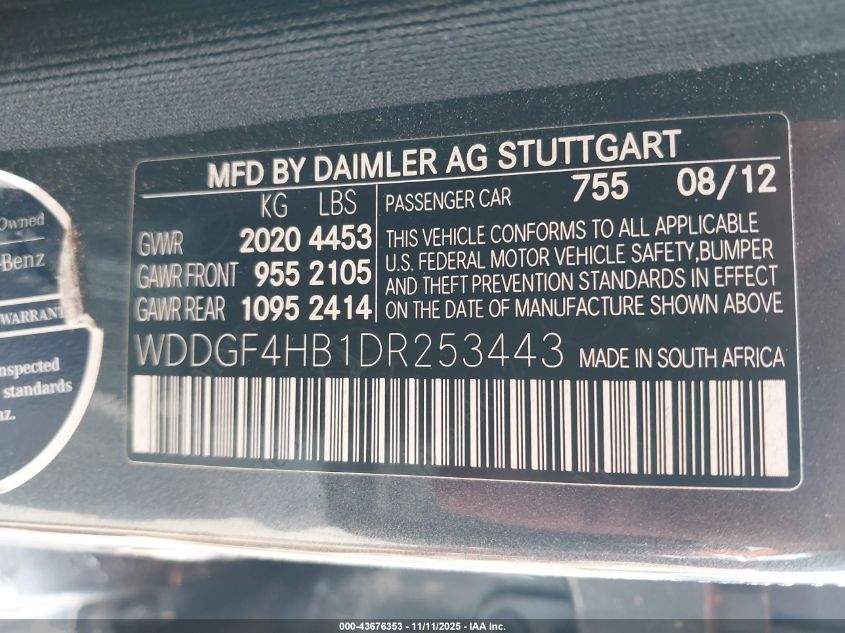 MFD BY DAIMLER AG STUTTGART
KG LBS
GVWR 2020 4453
GAWR FRONT 955 2105
GAWR REAR 1095 2414
PASSENGER CAR 755 08/12
THIS VEHICLE CONFORMS TO ALL APPLICABLE
U.S. FEDERAL MOTOR VEHICLE SAFETY, BUMPER
AND THEFT PREVENTION STANDARDS IN EFFECT
ON THE DATE OF MANUFACTURE SHOWN ABOVE
WDDGF4HB1DR253443 MADE IN SOUTH AFRICA
Owned
-Benz
WARRANT
inspected
standards
nz.
000-43676353 - 11/11/2025 - IAA Inc.